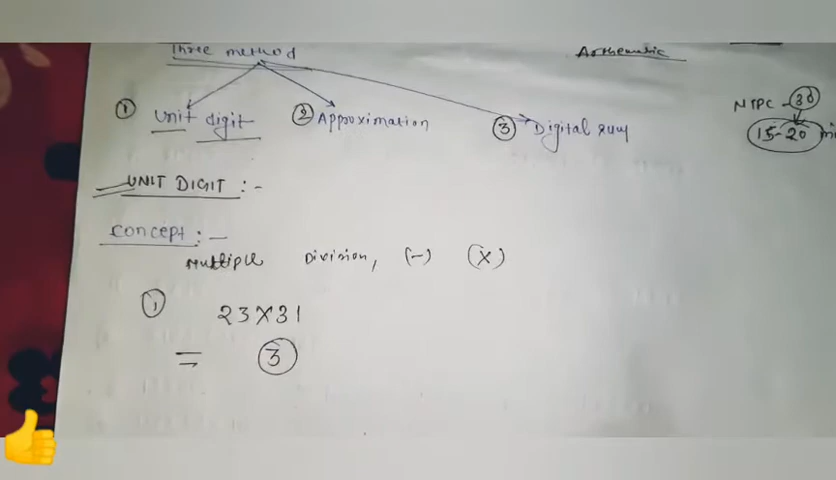 Three method
Arthematic
① Unit digit ② Approximation ③ Digital sum
NTPC - 30
15-20 mi
UNIT DIGIT :-
Concept :-
Multiple Division, (-) (x)
① 23X31
= 3